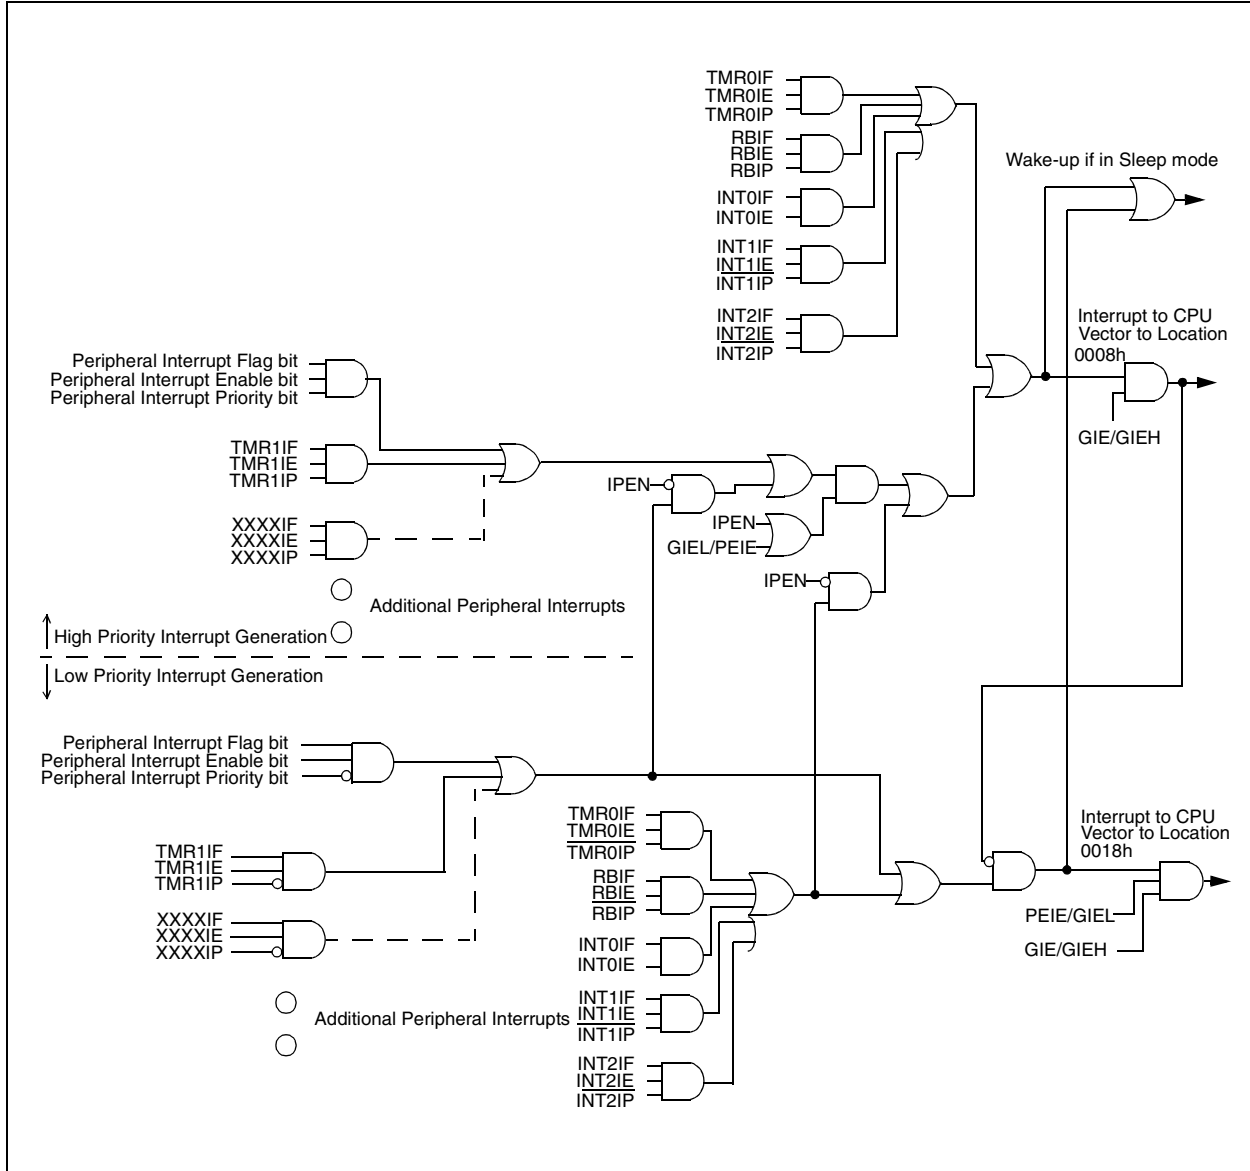 TMR0IF
TMR0IE
TMR0IP
RBIF
RBIE
RBIP
INT0IF
INT0IE
INT1IF
INT1IE
INT1IP
INT2IF
INT2IE
INT2IP
Wake-up if in Sleep mode
Interrupt to CPU
Vector to Location
0008h
GIE/GIEH
Peripheral Interrupt Flag bit
Peripheral Interrupt Enable bit
Peripheral Interrupt Priority bit
TMR1IF
TMR1IE
TMR1IP
XXXXIF
XXXXIE
XXXXIP
IPEN
IPEN
GIEL/PEIE
IPEN
Additional Peripheral Interrupts
High Priority Interrupt Generation
Low Priority Interrupt Generation
Peripheral Interrupt Flag bit
Peripheral Interrupt Enable bit
Peripheral Interrupt Priority bit
TMR1IF
TMR1IE
TMR1IP
XXXXIF
XXXXIE
XXXXIP
Additional Peripheral Interrupts
TMR0IF
TMR0IE
TMR0IP
RBIF
RBIE
RBIP
INT0IF
INT0IE
INT1IF
INT1IE
INT1IP
INT2IF
INT2IE
INT2IP
Interrupt to CPU
Vector to Location
0018h
PEIE/GIEL
GIE/GIEH